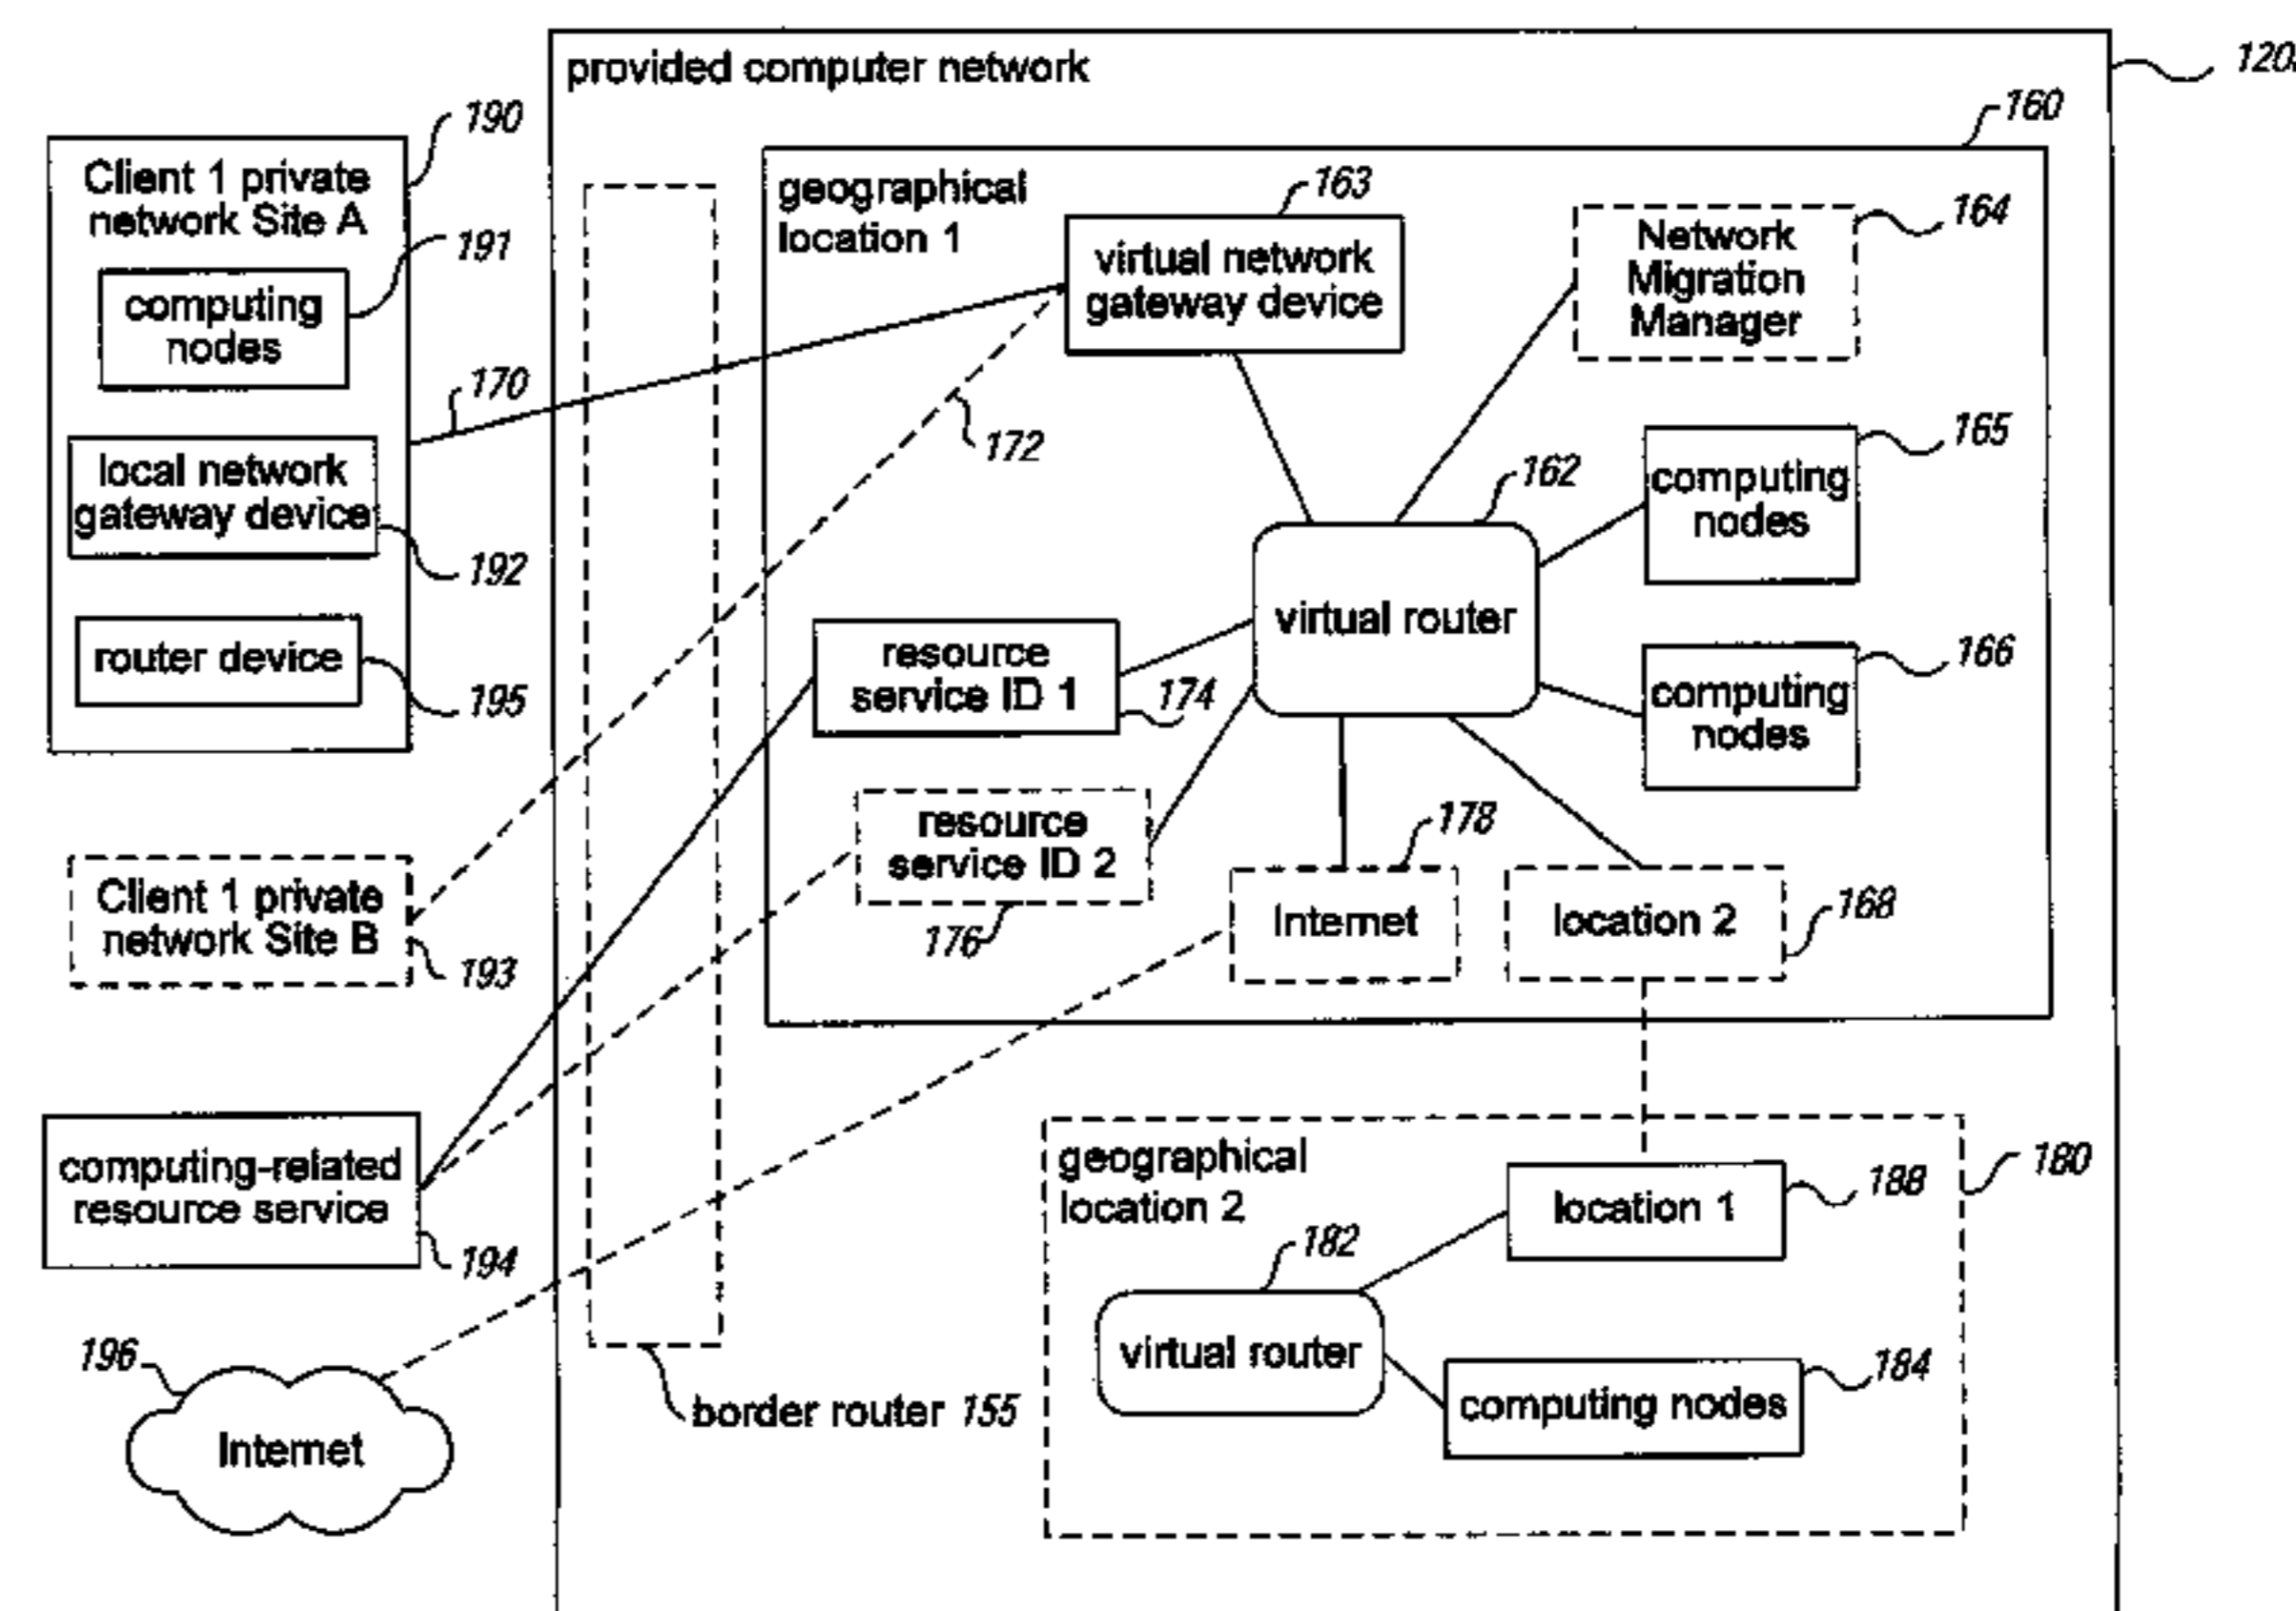 provided computer network
120
160
190
Client 1 private
network Site A
191
computing
nodes
170
local network
gateway device
192
router device
195
geographical
location 1
163
virtual network
gateway device
164
Network
Migration
Manager
172
162
virtual router
165
computing
nodes
166
computing
nodes
resource
service ID 1
174
resource
service ID 2
176
178
Internet
location 2
168
Client 1 private
network Site B
193
computing-related
resource service
194
196
Internet
border router 155
geographical
location 2
180
location 1
188
182
virtual router
computing nodes
184